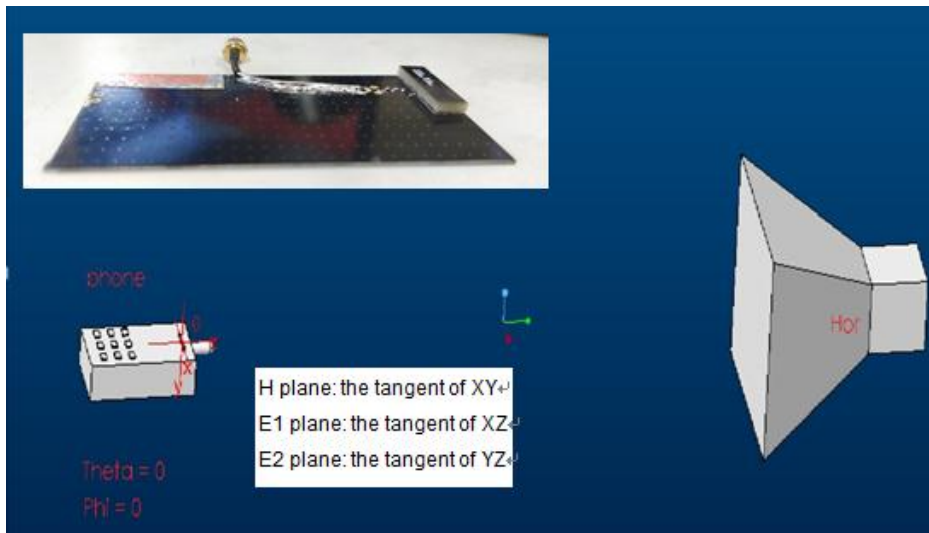 phone
X
Hor
H plane: the tangent of XY↵
E1 plane: the tangent of XZ↵
E2 plane: the tangent of YZ↵
Theta = 0
Phi = 0